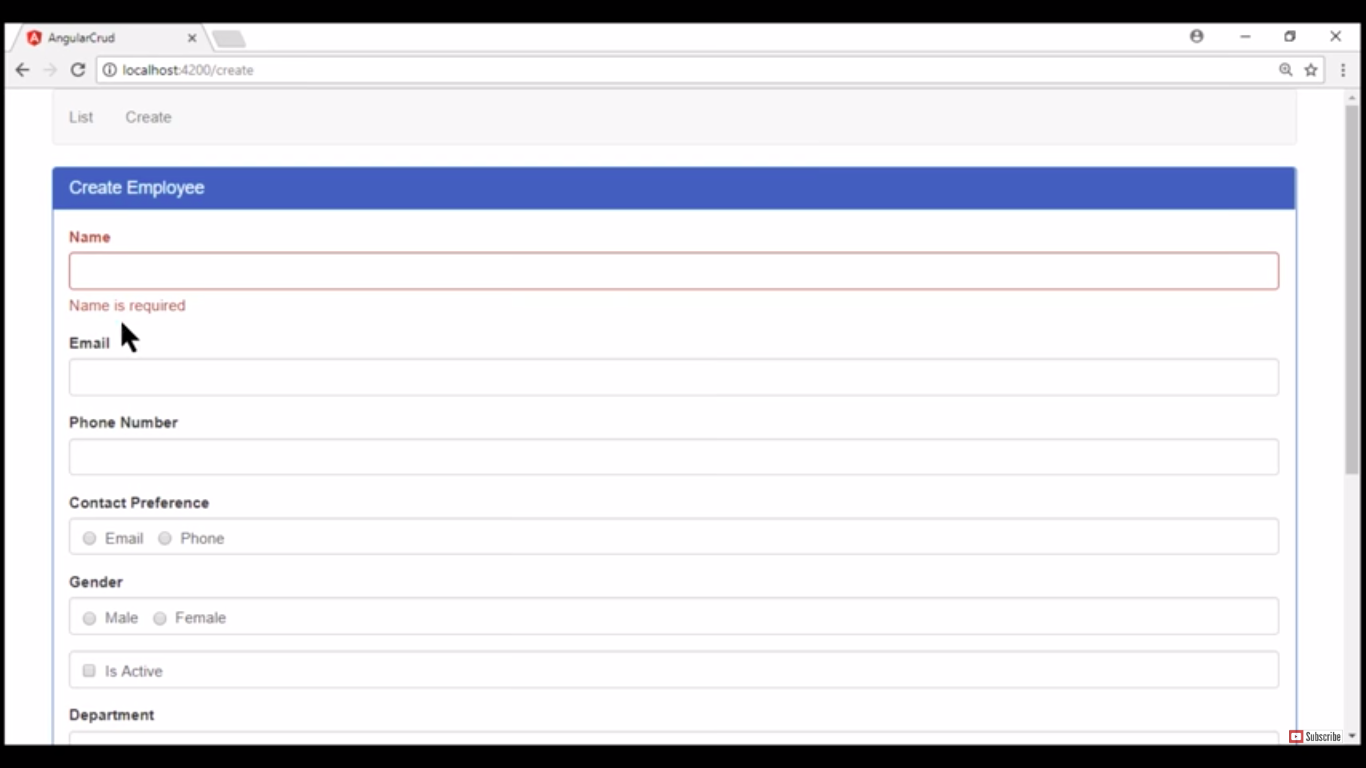 AngularCrud
localhost:4200/create
List Create
Create Employee
Name
Name is required
Email
Phone Number
Contact Preference
Email Phone
Gender
Male Female
Is Active
Department
Subscribe